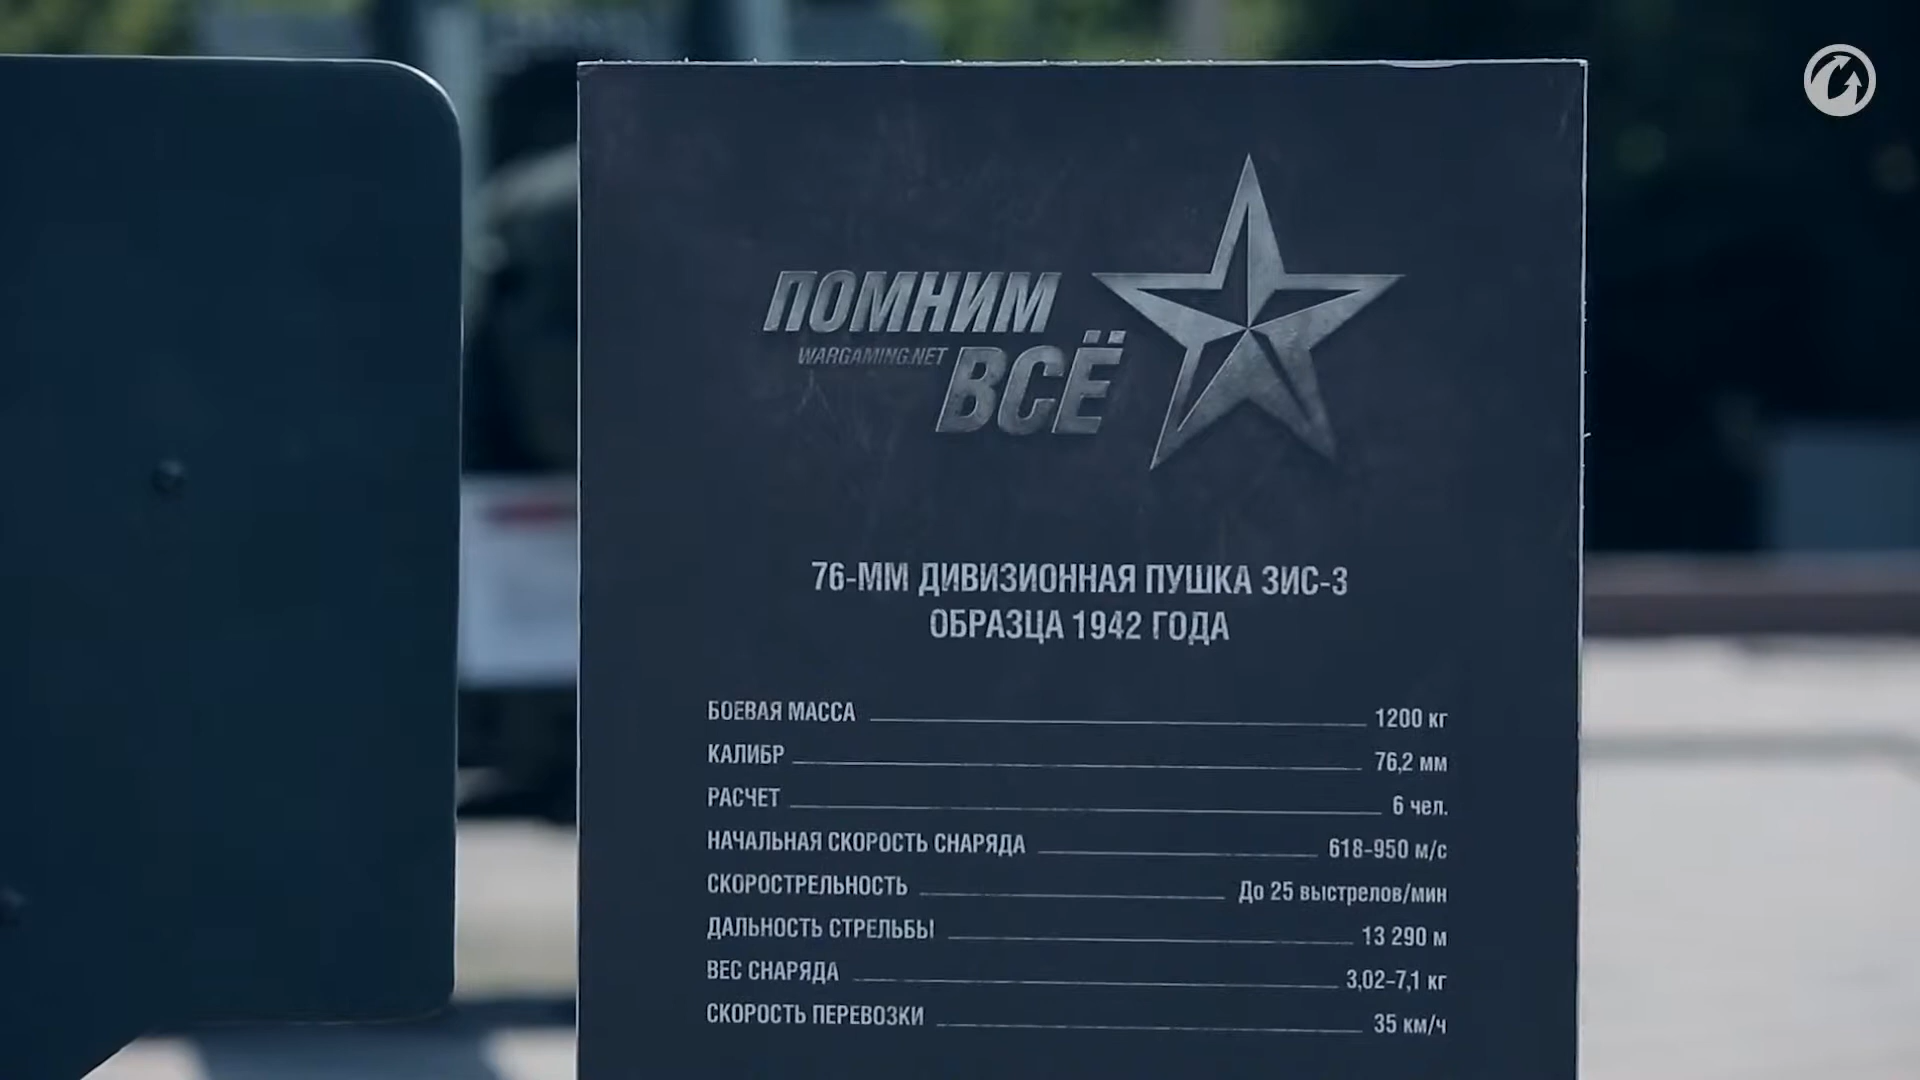 ПОМНИМ
WARGAMING.NET
ВСЁ
76-ММ ДИВИЗИОННАЯ ПУШКА ЗИС-3
ОБРАЗЦА 1942 ГОДА
БОЕВАЯ МАССА 1200 кг
КАЛИБР 76,2 мм
РАСЧЕТ 6 чел.
НАЧАЛЬНАЯ СКОРОСТЬ СНАРЯДА 618-950 м/с
СКОРОСТРЕЛЬНОСТЬ До 25 выстрелов/мин
ДАЛЬНОСТЬ СТРЕЛЬБЫ 13 290 м
ВЕС СНАРЯДА 3,02-7,1 кг
СКОРОСТЬ ПЕРЕВОЗКИ 35 км/ч